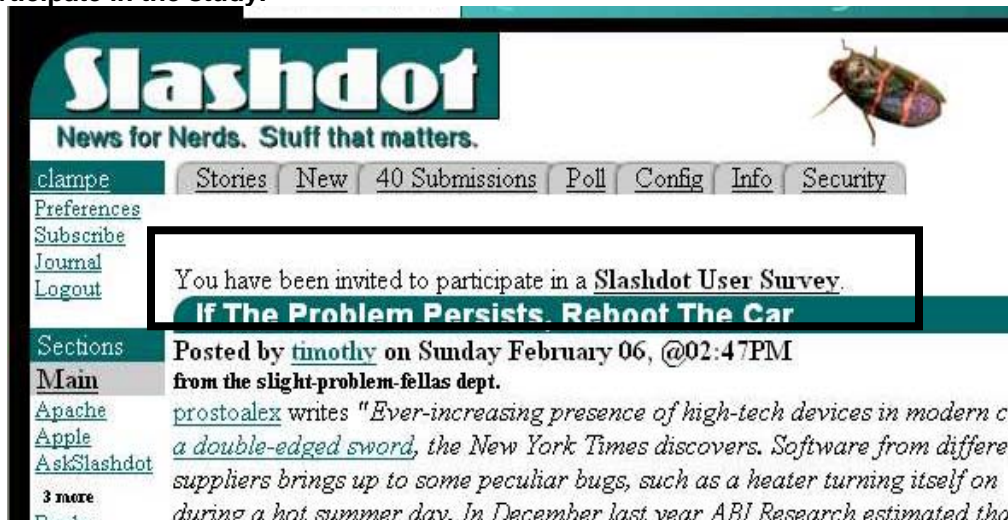 participate in the study.
Slashdot
News for Nerds. Stuff that matters.
clampe
Preferences
Subscribe
Journal
Logout
Stories New 40 Submissions Poll Config Info Security
You have been invited to participate in a Slashdot User Survey.
If The Problem Persists, Reboot The Car
Sections
Main
Apache
Apple
AskSlashdot
3 more
Posted by timothy on Sunday February 06, @02:47PM
from the slight-problem-fellas dept.
prostoalex writes "Ever-increasing presence of high-tech devices in modern
a double-edged sword, the New York Times discovers. Software from
suppliers brings up to some peculiar bugs, such as a heater turning itself on
during a hot summer day. In December last year ABI Research estimated